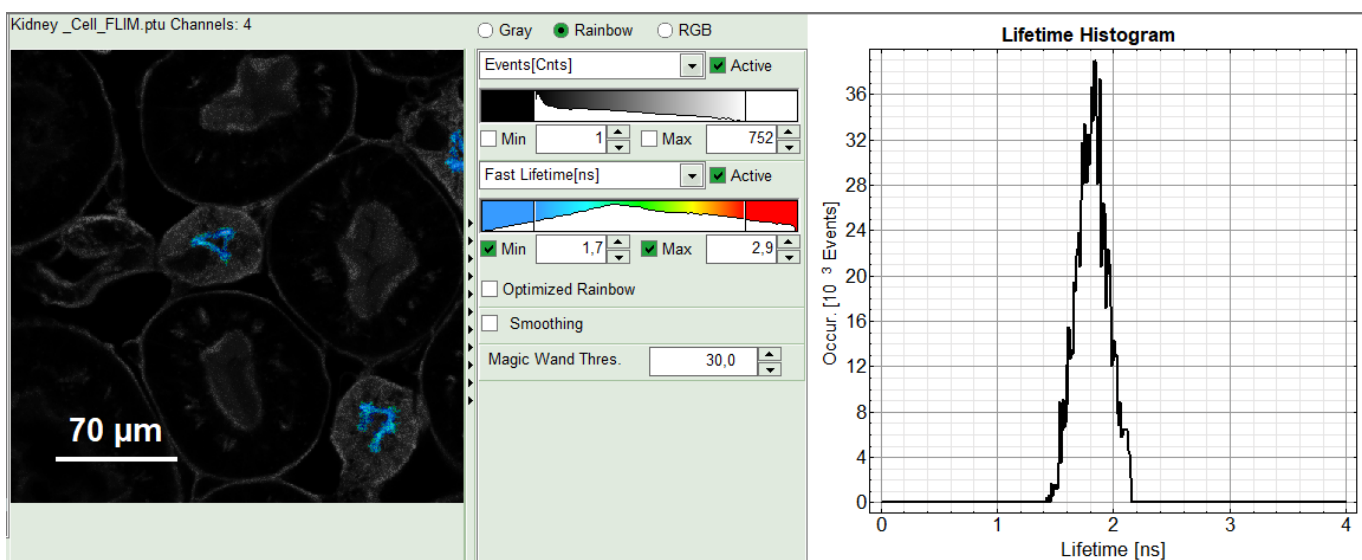 Kidney _Cell_FLIM.ptu Channels: 4
70 µm
Gray Rainbow RGB
Events[Cnts] Active
Min 1 Max 752
Fast Lifetime[ns] Active
Min 1,7 Max 2,9
Optimized Rainbow
Smoothing
Magic Wand Thres. 30,0
Lifetime Histogram
Occur. [10 3 Events]
36
32
28
24
20
16
12
8
4
0
0 1 2 3 4
Lifetime [ns]